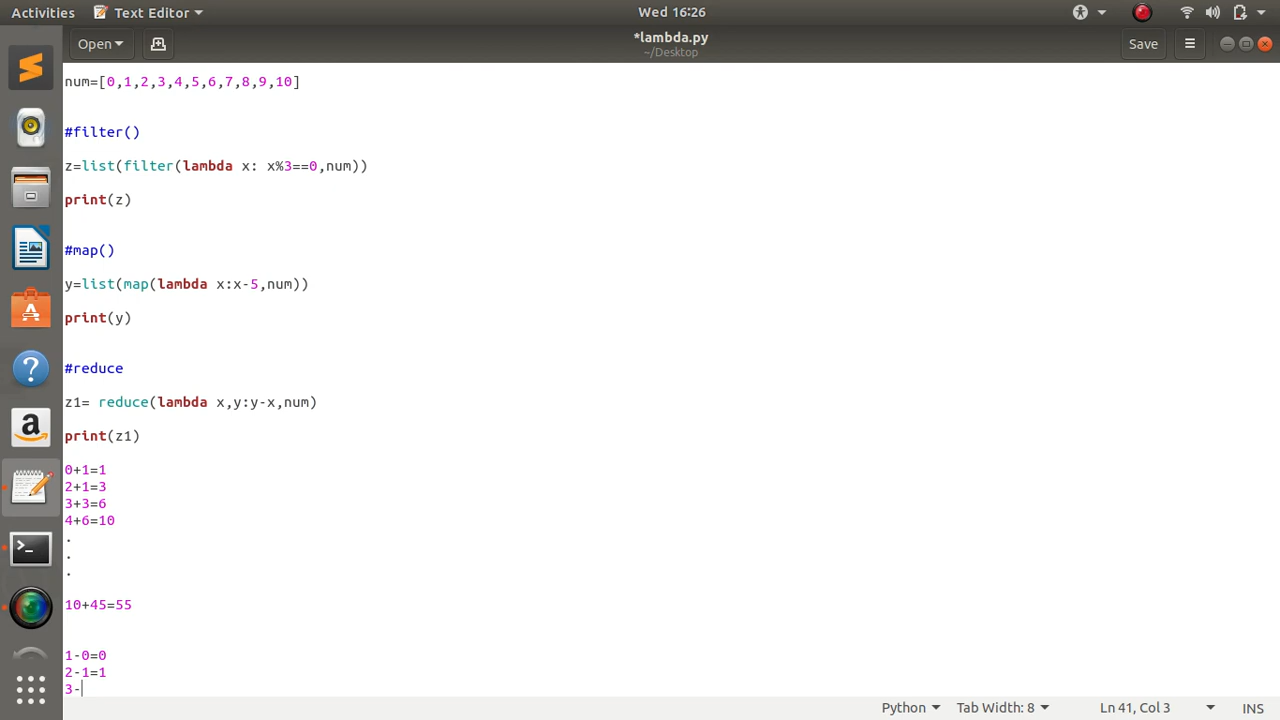 Activities Text Editor Wed 16:26
Open *lambda.py Save
~/Desktop
num=[0,1,2,3,4,5,6,7,8,9,10]
#filter()
z=list(filter(lambda x: x%3==0,num))
print(z)
#map()
y=list(map(lambda x:x-5,num))
print(y)
#reduce
z1= reduce(lambda x,y:y-x,num)
print(z1)
0+1=1
2+1=3
3+3=6
4+6=10
.
.
.
10+45=55
1-0=0
2-1=1
3-
Python Tab Width: 8 Ln 41, Col 3 INS